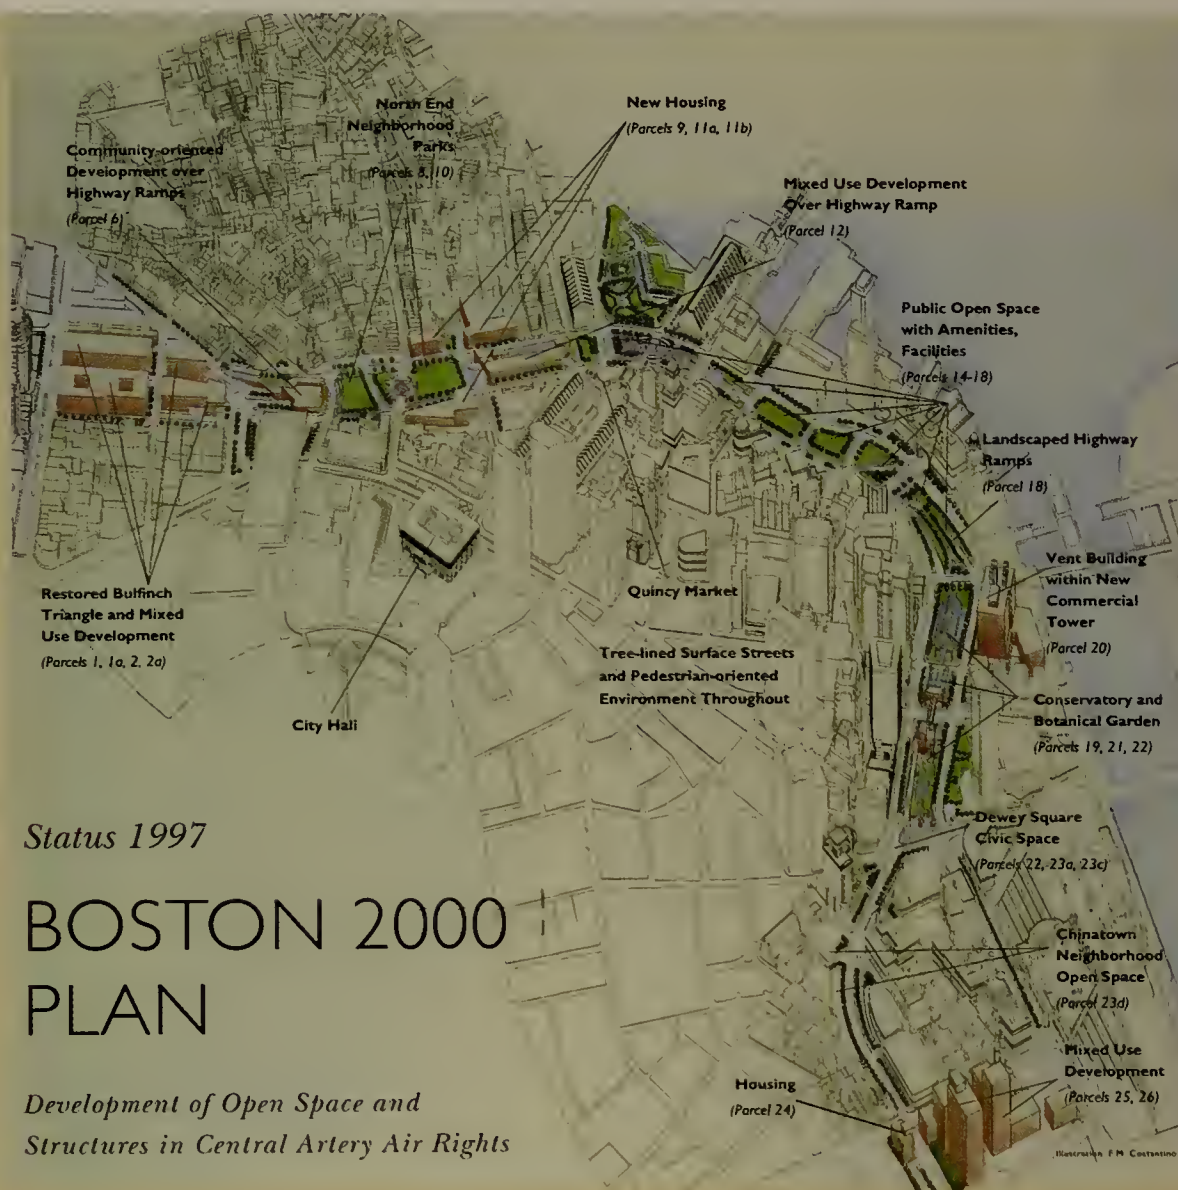 North End
Neighborhood
Parks
(Parcels 8, 10)
New Housing
(Parcels 9, 11a, 11b)
Community-oriented
Development over
Highway Ramps
(Parcel 6)
Mixed Use Development
Over Highway Ramp
(Parcel 12)
Public Open Space
with Amenities,
Facilities
(Parcels 14-18)
Landscaped Highway
Ramps
(Parcel 18)
Vent Building
within New
Commercial
Tower
(Parcel 20)
Restored Bulfinch
Triangle and Mixed
Use Development
(Parcels 1, 1a, 2, 2a)
Quincy Market
Tree-lined Surface Streets
and Pedestrian-oriented
Environment Throughout
City Hall
Conservatory and
Botanical Garden
(Parcels 19, 21, 22)
Dewey Square
Civic Space
(Parcels 22, 23a, 23c)
Chinatown
Neighborhood
Open Space
(Parcel 23d)
Mixed Use
Development
(Parcels 25, 26)
Housing
(Parcel 24)
Status 1997
BOSTON 2000
PLAN
Development of Open Space and
Structures in Central Artery Air Rights
Illustration F M Costantino